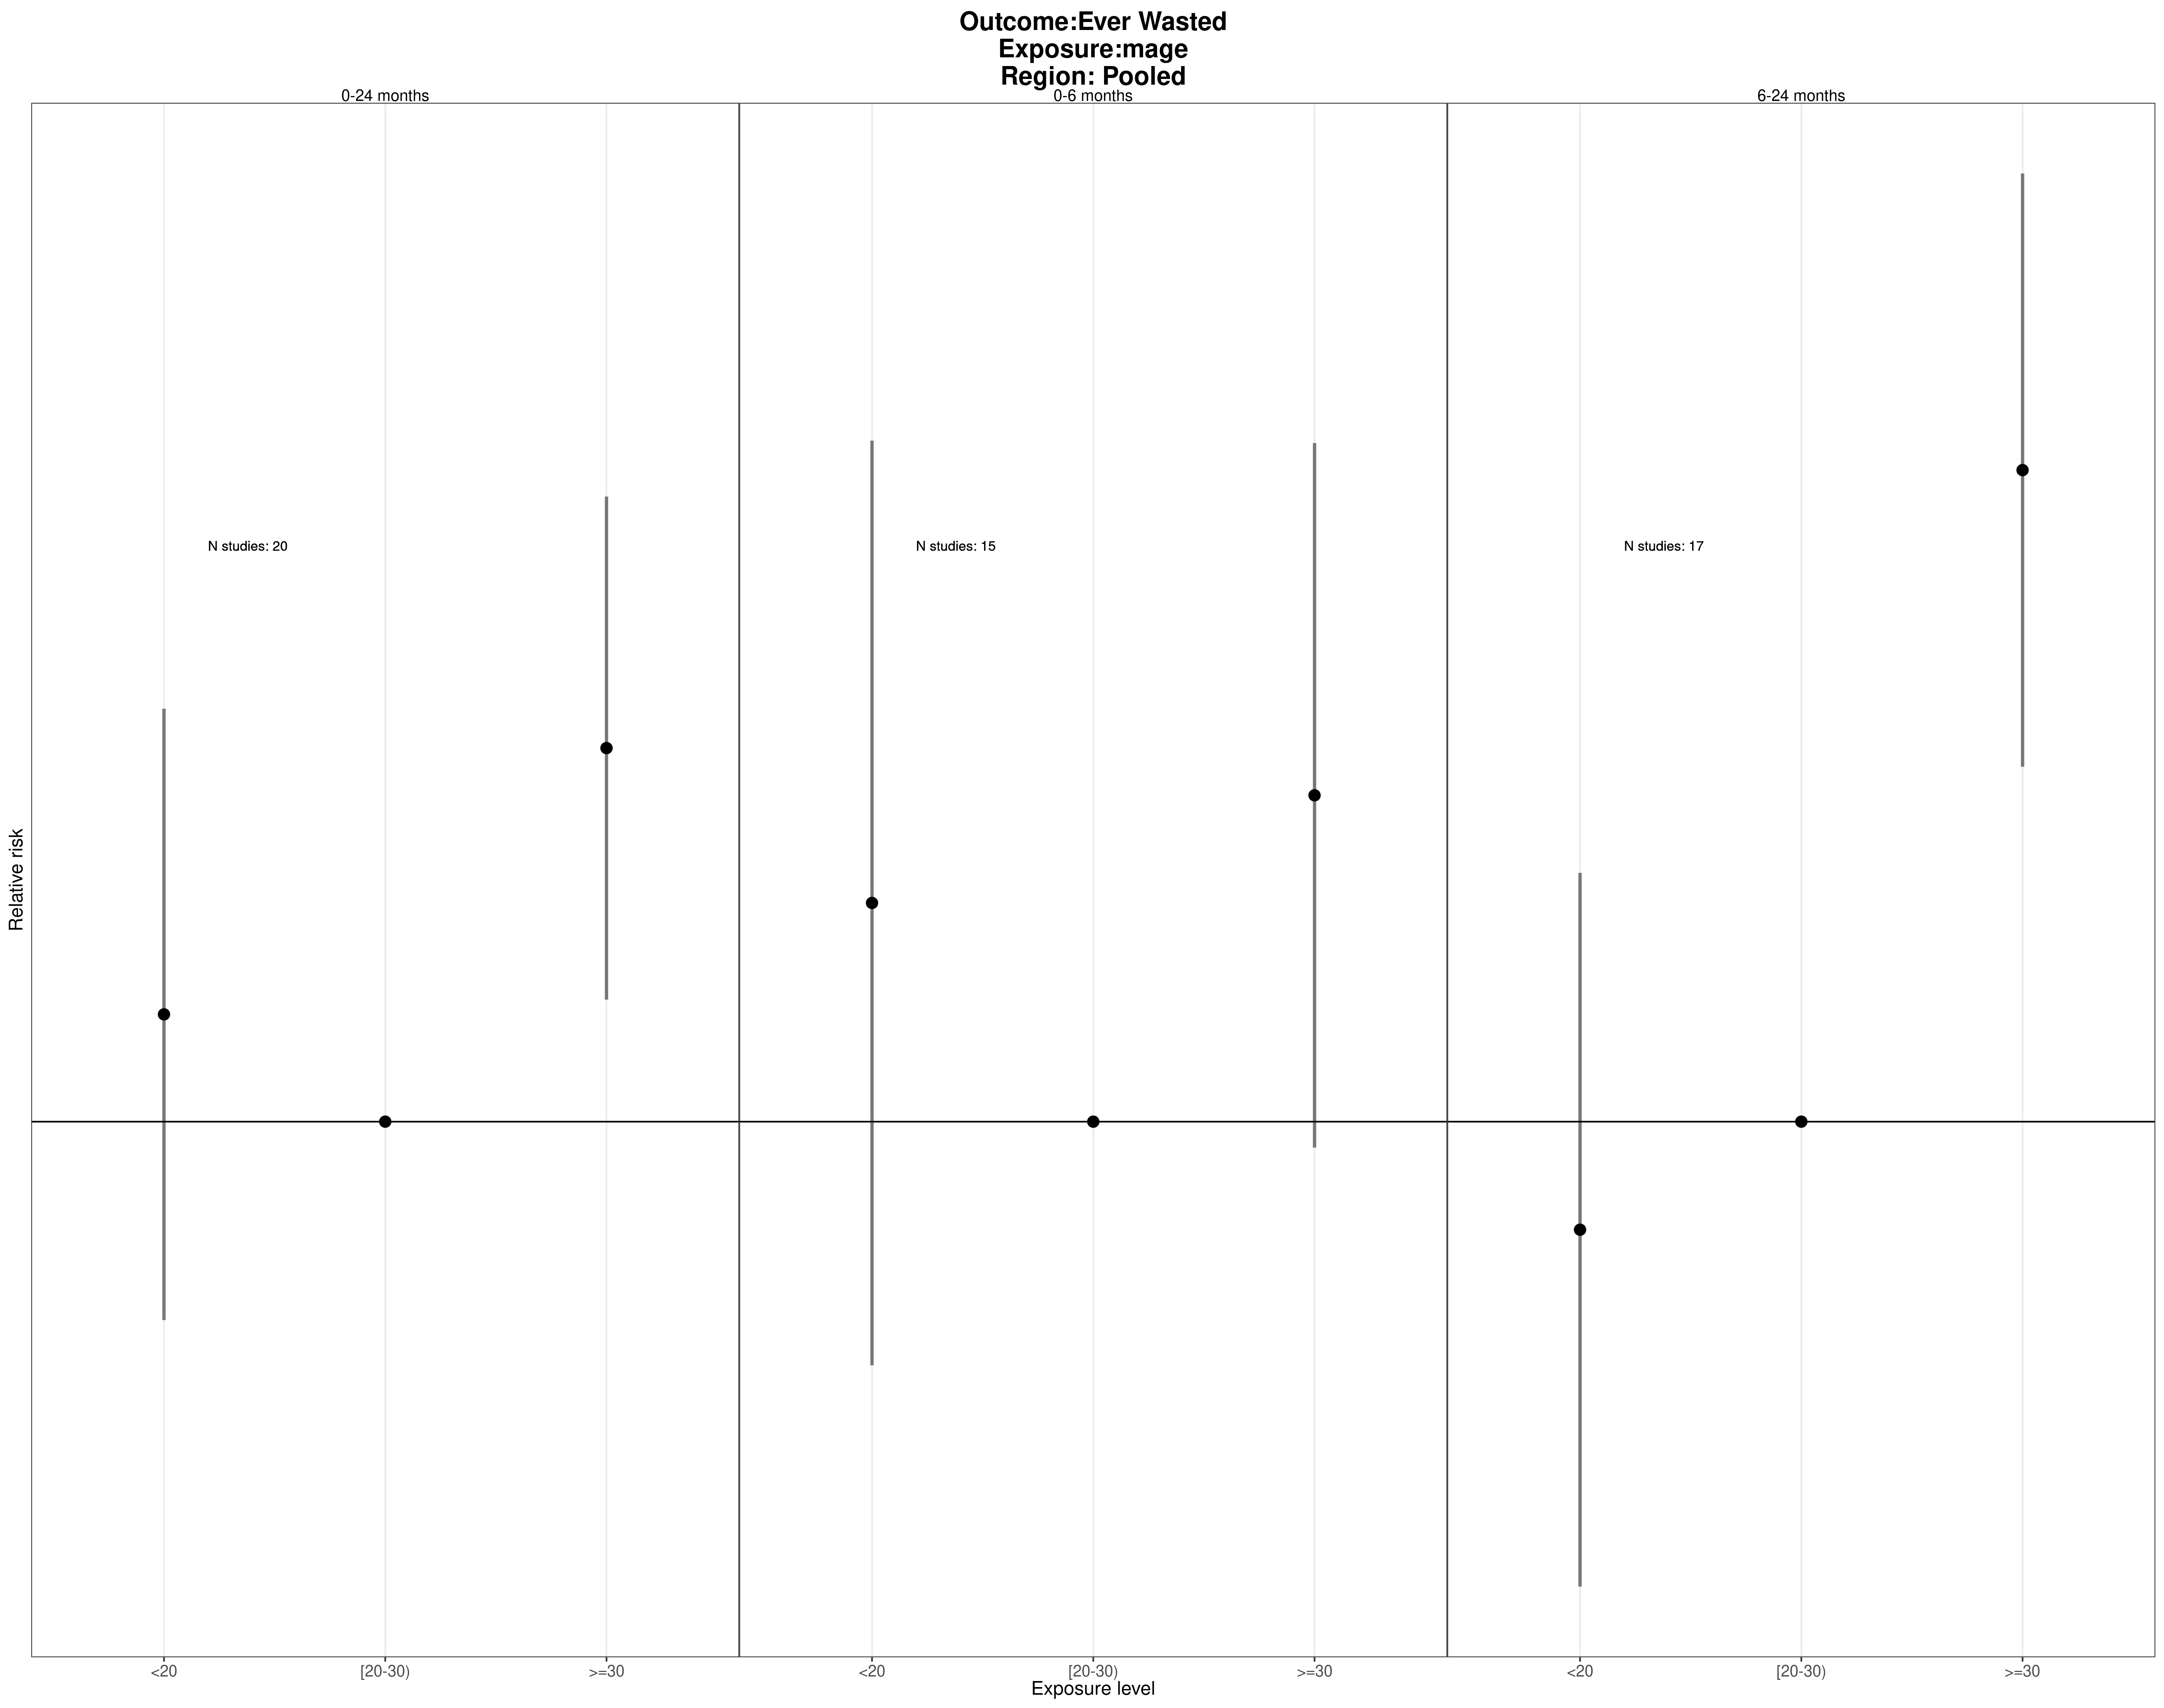 Outcome:Ever Wasted
Exposure:mage
Region: Pooled
0-24 months
0-6 months
6-24 months
N studies: 20
N studies: 15
N studies: 17
Relative risk
<20
[20-30)
>=30
<20
[20-30)
>=30
<20
[20-30)
>=30
Exposure level